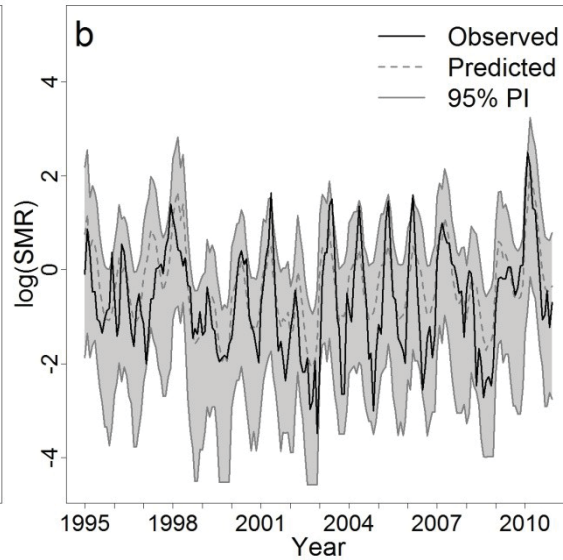 b
Observed
Predicted
95% PI
4
2
0
-2
-4
log(SMR)
1995 1998 2001 2004 2007 2010
Year